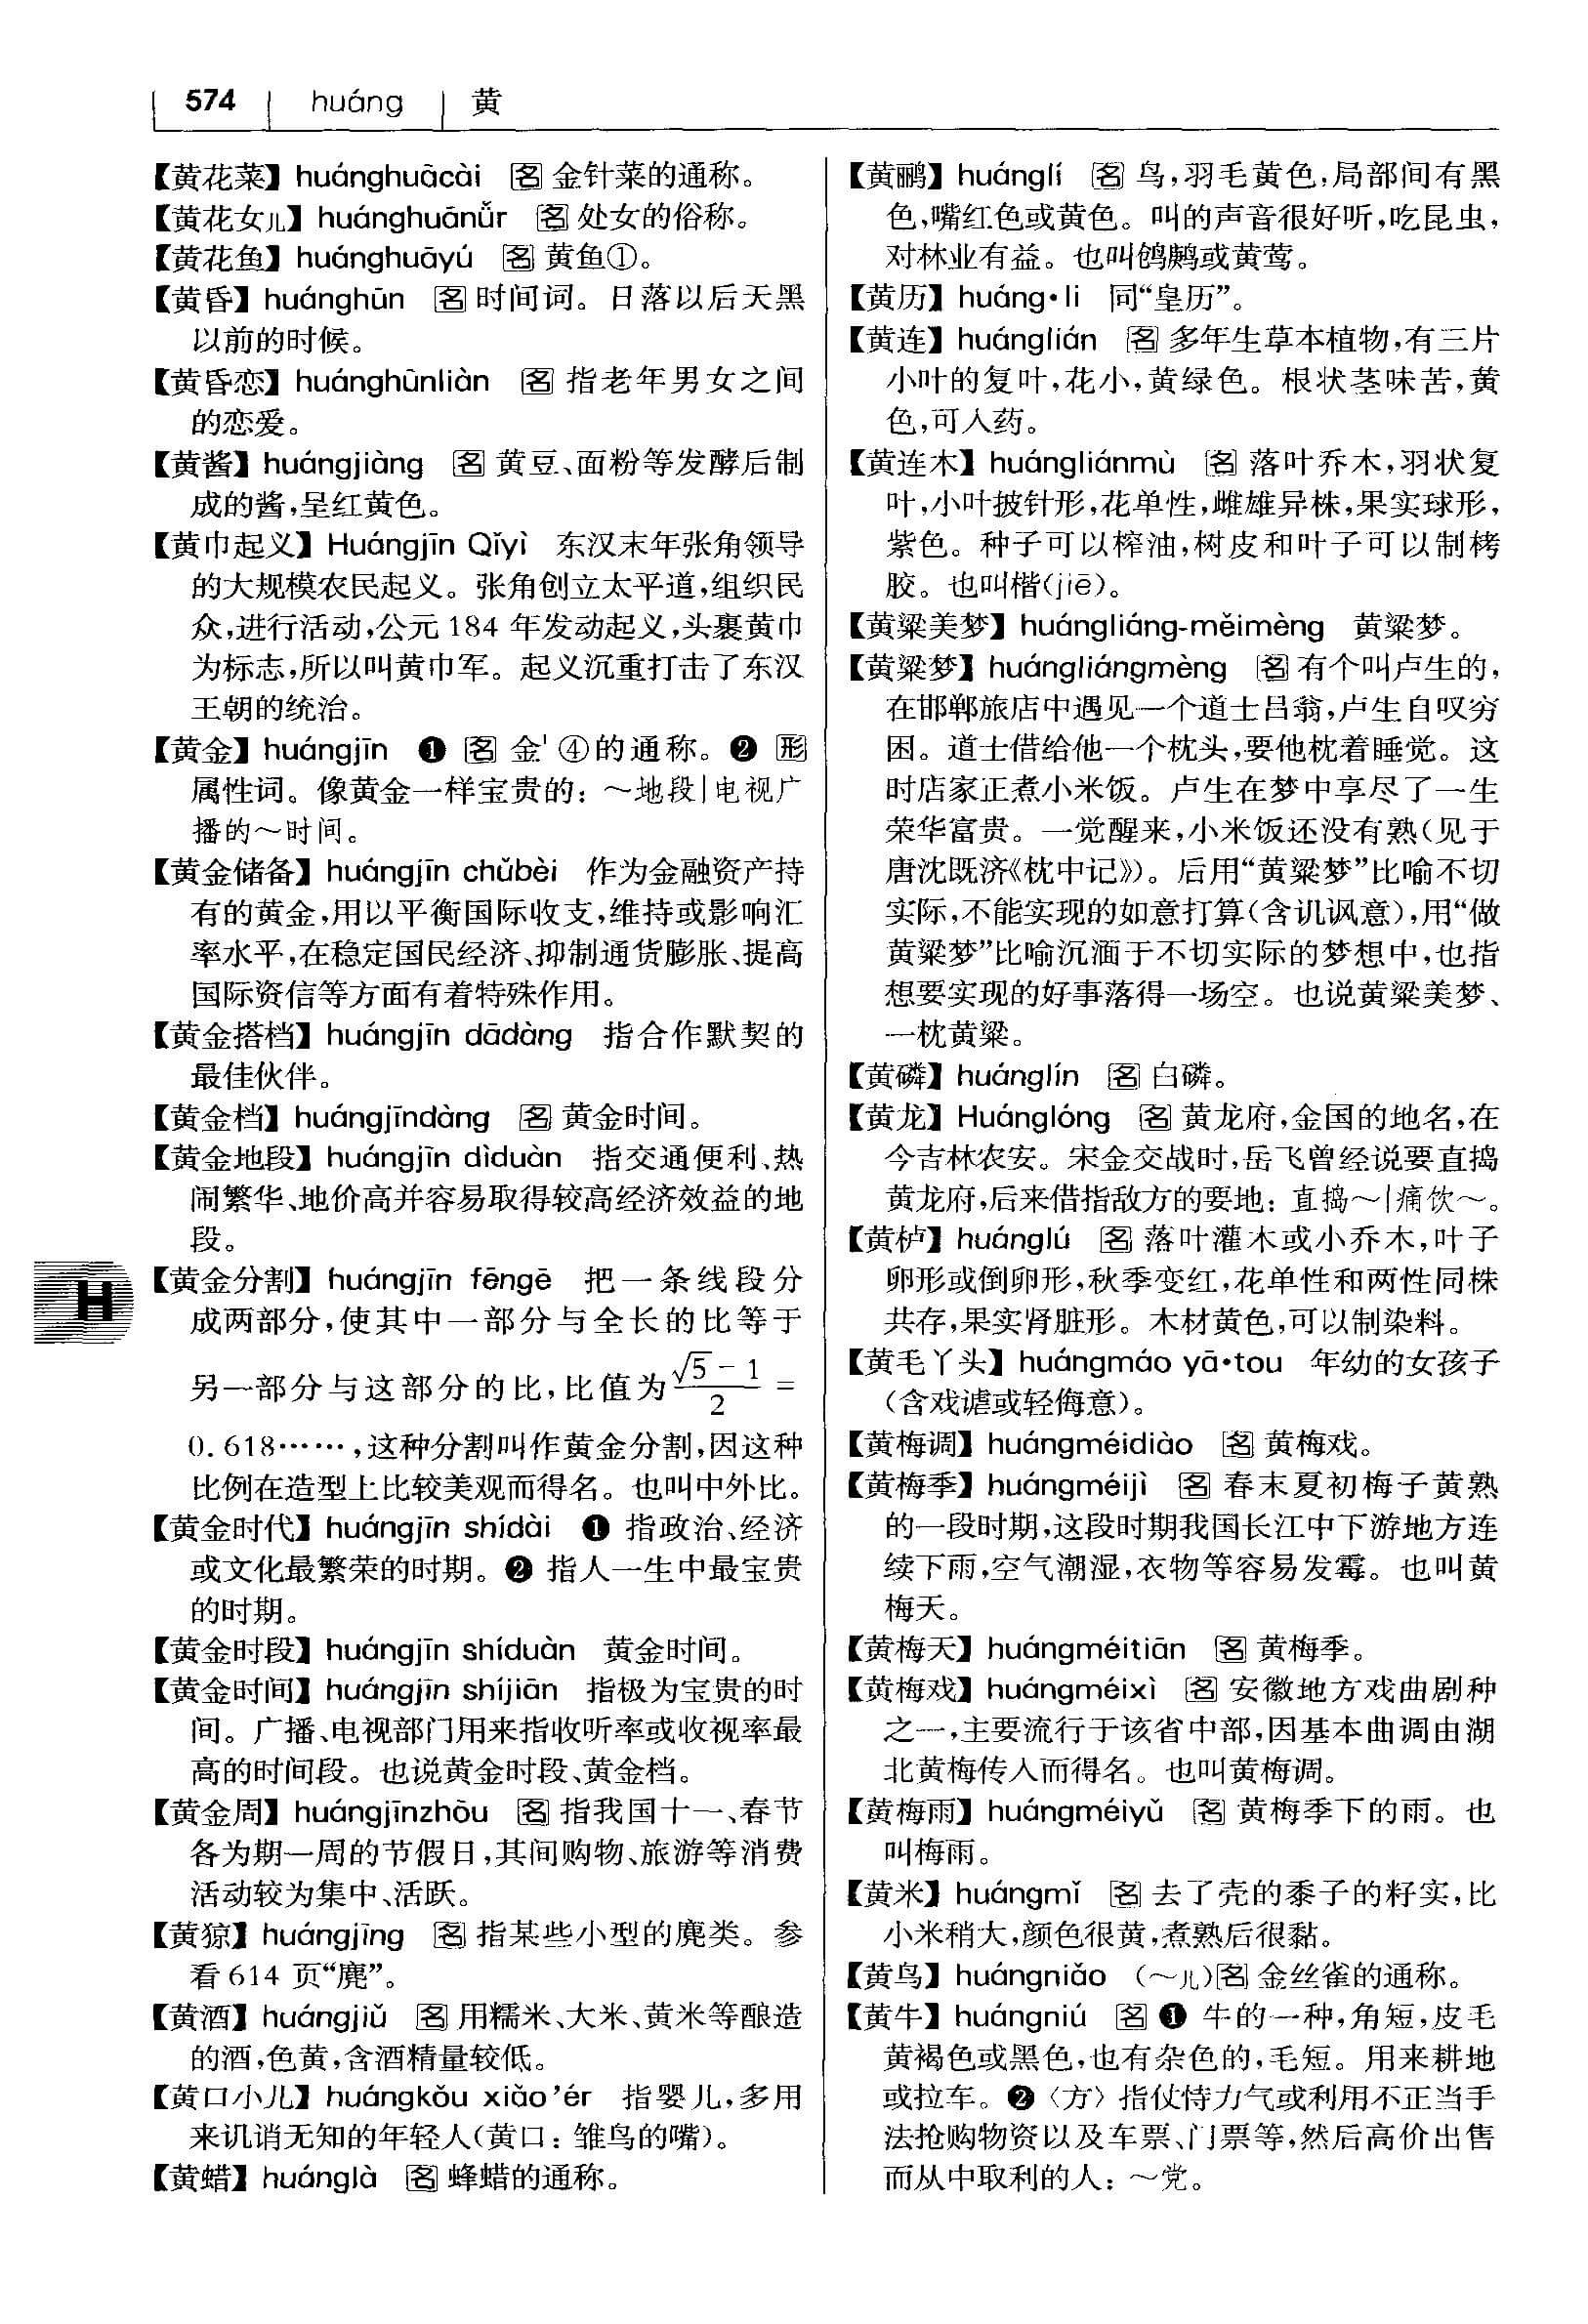 574 huáng 黄
【黄花菜】huánghuācài 名 金针菜的通称。
【黄花女儿】huánghuānǚr 名 处女的俗称。
【黄花鱼】huánghuāyú 名 黄鱼①。
【黄昏】huánghūn 名 时间词。日落以后天黑
以前的时候。
【黄昏恋】huánghūnliàn 名 指老年男女之间
的恋爱。
【黄酱】huángjiàng 名 黄豆、面粉等发酵后制
成的酱,呈红黄色。
【黄巾起义】Huángjīn Qǐyì 东汉末年张角领导
的大规模农民起义。张角创立太平道,组织民
众,进行活动,公元 184 年发动起义,头裹黄巾
为标志,所以叫黄巾军。起义沉重打击了东汉
王朝的统治。
【黄金】huángjīn ❶ 名 金¹ ④的通称。❷ 形
属性词。像黄金一样宝贵的：～地段|电视广
播的～时间。
【黄金储备】huángjīn chǔbèi 作为金融资产持
有的黄金,用以平衡国际收支,维持或影响汇
率水平,在稳定国民经济、抑制通货膨胀、提高
国际资信等方面有着特殊作用。
【黄金搭档】huángjīn dādàng 指合作默契的
最佳伙伴。
【黄金档】huángjīndàng 名 黄金时间。
【黄金地段】huángjīn dìduàn 指交通便利、热
闹繁华、地价高并容易取得较高经济效益的地
段。
H
【黄金分割】huángjīn fēngē 把一条线段分
成两部分,使其中一部分与全长的比等于
另一部分与这部分的比,比值为 (√5 - 1)/2 =
0.618……,这种分割叫作黄金分割,因这种
比例在造型上比较美观而得名。也叫中外比。
【黄金时代】huángjīn shídài ❶ 指政治、经济
或文化最繁荣的时期。❷ 指人一生中最宝贵
的时期。
【黄金时段】huángjīn shíduàn 黄金时间。
【黄金时间】huángjīn shíjiān 指极为宝贵的时
间。广播、电视部门用来指收听率或收视率最
高的时间段。也说黄金时段、黄金档。
【黄金周】huángjīnzhōu 名 指我国十一、春节
各为期一周的节假日,其间购物、旅游等消费
活动较为集中、活跃。
【黄猄】huángjīng 名 指某些小型的麂类。参
看 614 页“麂”。
【黄酒】huángjiǔ 名 用糯米、大米、黄米等酿造
的酒,色黄,含酒精量较低。
【黄口小儿】huángkǒu xiǎo’ér 指婴儿,多用
来讥诮无知的年轻人(黄口：雏鸟的嘴)。
【黄蜡】huánglà 名 蜂蜡的通称。
【黄鹂】huánglí 名 鸟,羽毛黄色,局部间有黑
色,嘴红色或黄色。叫的声音很好听,吃昆虫,
对林业有益。也叫鸧鹒或黄莺。
【黄历】huáng•li 同“皇历”。
【黄连】huánglián 名 多年生草本植物,有三片
小叶的复叶,花小,黄绿色。根状茎味苦,黄
色,可入药。
【黄连木】huángliánmù 名 落叶乔木,羽状复
叶,小叶披针形,花单性,雌雄异株,果实球形,
紫色。种子可以榨油,树皮和叶子可以制栲
胶。也叫楷(jiē)。
【黄粱美梦】huángliáng-měimèng 黄粱梦。
【黄粱梦】huángliángmèng 名 有个叫卢生的,
在邯郸旅店中遇见一个道士吕翁,卢生自叹穷
困。道士借给他一个枕头,要他枕着睡觉。这
时店家正煮小米饭。卢生在梦中享尽了一生
荣华富贵。一觉醒来,小米饭还没有熟(见于
唐沈既济《枕中记》)。后用“黄粱梦”比喻不切
实际,不能实现的如意打算(含讥讽意),用“做
黄粱梦”比喻沉湎于不切实际的梦想中,也指
想要实现的好事落得一场空。也说黄粱美梦、
一枕黄粱。
【黄磷】huánglín 名 白磷。
【黄龙】Huánglóng 名 黄龙府,金国的地名,在
今吉林农安。宋金交战时,岳飞曾经说要直捣
黄龙府,后来借指敌方的要地：直捣～|痛饮～。
【黄栌】huánglú 名 落叶灌木或小乔木,叶子
卵形或倒卵形,秋季变红,花单性和两性同株
共存,果实肾脏形。木材黄色,可以制染料。
【黄毛丫头】huángmáo yā•tou 年幼的女孩子
(含戏谑或轻侮意)。
【黄梅调】huángméidiào 名 黄梅戏。
【黄梅季】huángméijì 名 春末夏初梅子黄熟
的一段时期,这段时期我国长江中下游地方连
续下雨,空气潮湿,衣物等容易发霉。也叫黄
梅天。
【黄梅天】huángméitiān 名 黄梅季。
【黄梅戏】huángméixì 名 安徽地方戏曲剧种
之一,主要流行于该省中部,因基本曲调由湖
北黄梅传入而得名。也叫黄梅调。
【黄梅雨】huángméiyǔ 名 黄梅季下的雨。也
叫梅雨。
【黄米】huángmǐ 名 去了壳的黍子的籽实,比
小米稍大,颜色很黄,煮熟后很黏。
【黄鸟】huángniǎo (～儿)名 金丝雀的通称。
【黄牛】huángniú 名 ❶ 牛的一种,角短,皮毛
黄褐色或黑色,也有杂色的,毛短。用来耕地
或拉车。❷〈方〉指仗恃力气或利用不正当手
法抢购物资以及车票、门票等,然后高价出售
而从中取利的人：～党。